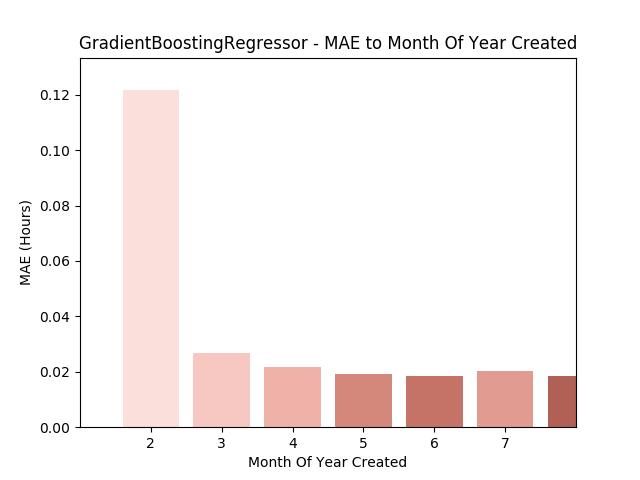 GradientBoostingRegressor - MAE to Month Of Year Created
0.12
0.10
0.08
0.06
0.04
0.02
0.00
MAE (Hours)
2 3 4 5 6 7
Month Of Year Created